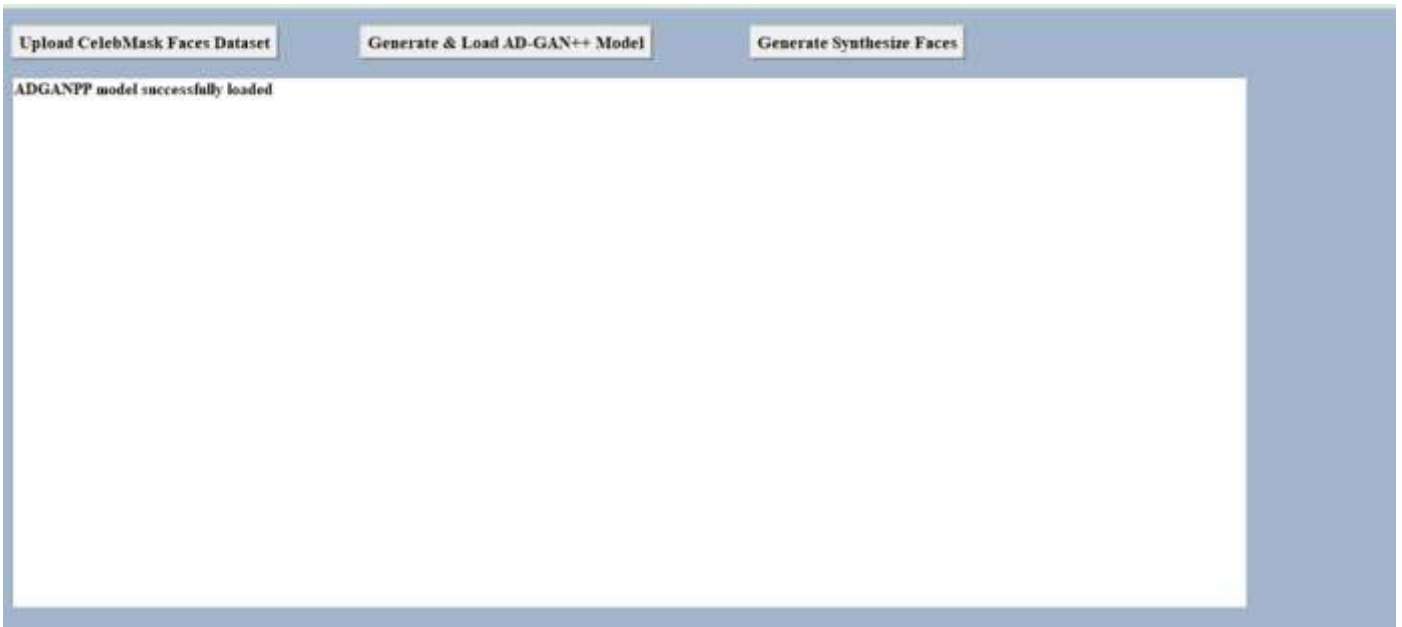 Upload CelebMask Faces Dataset
Generate & Load AD-GAN++ Model
Generate Synthesize Faces
ADGANPP model successfully loaded